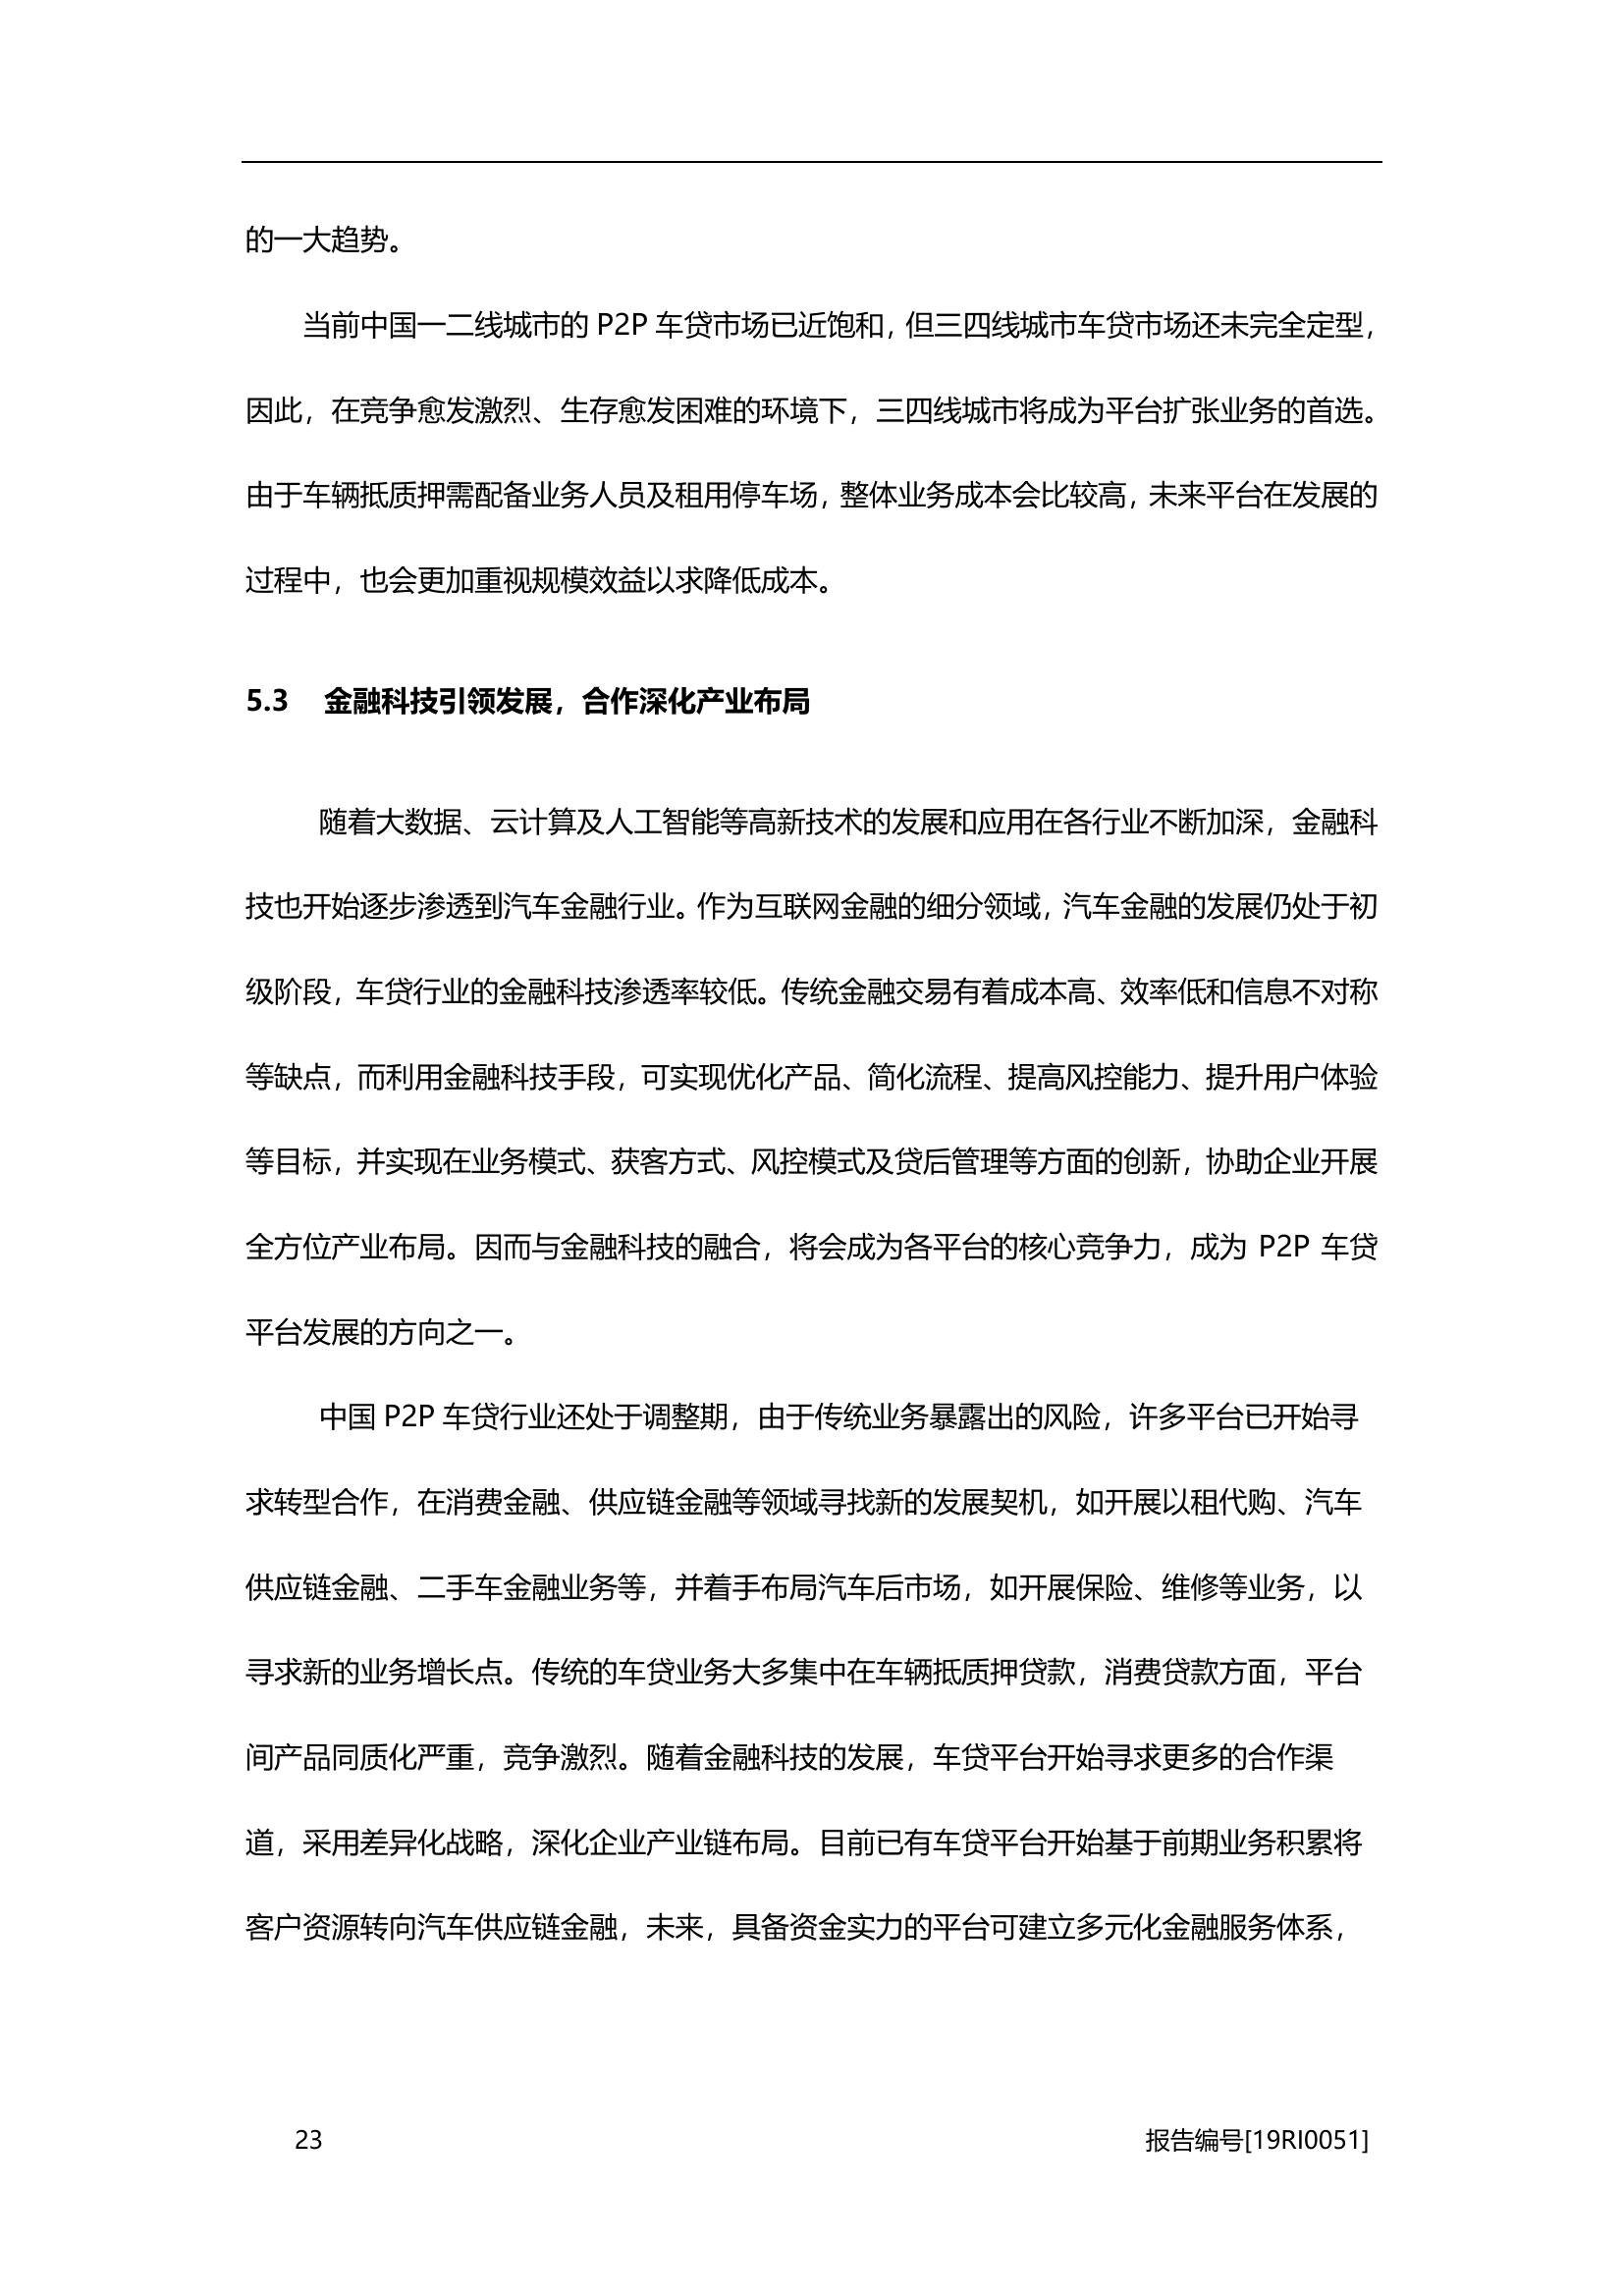 的一大趋势。
当前中国一二线城市的 P2P 车贷市场已近饱和，但三四线城市车贷市场还未完全定型，
因此，在竞争愈发激烈、生存愈发困难的环境下，三四线城市将成为平台扩张业务的首选。
由于车辆抵质押需配备业务人员及租用停车场，整体业务成本会比较高，未来平台在发展的
过程中，也会更加重视规模效益以求降低成本。
5.3 金融科技引领发展，合作深化产业布局
随着大数据、云计算及人工智能等高新技术的发展和应用在各行业不断加深，金融科
技也开始逐步渗透到汽车金融行业。作为互联网金融的细分领域，汽车金融的发展仍处于初
级阶段，车贷行业的金融科技渗透率较低。传统金融交易有着成本高、效率低和信息不对称
等缺点，而利用金融科技手段，可实现优化产品、简化流程、提高风控能力、提升用户体验
等目标，并实现在业务模式、获客方式、风控模式及贷后管理等方面的创新，协助企业开展
全方位产业布局。因而与金融科技的融合，将会成为各平台的核心竞争力，成为 P2P 车贷
平台发展的方向之一。
中国 P2P 车贷行业还处于调整期，由于传统业务暴露出的风险，许多平台已开始寻
求转型合作，在消费金融、供应链金融等领域寻找新的发展契机，如开展以租代购、汽车
供应链金融、二手车金融业务等，并着手布局汽车后市场，如开展保险、维修等业务，以
寻求新的业务增长点。传统的车贷业务大多集中在车辆抵质押贷款，消费贷款方面，平台
间产品同质化严重，竞争激烈。随着金融科技的发展，车贷平台开始寻求更多的合作渠
道，采用差异化战略，深化企业产业链布局。目前已有车贷平台开始基于前期业务积累将
客户资源转向汽车供应链金融，未来，具备资金实力的平台可建立多元化金融服务体系，
23 报告编号[19RI0051]